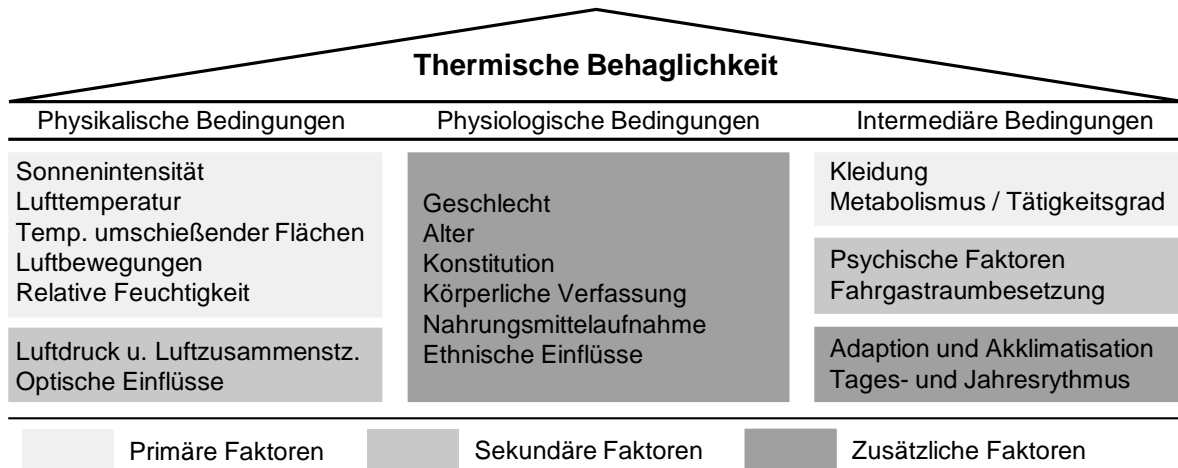 Thermische Behaglichkeit
Physikalische Bedingungen
Physiologische Bedingungen
Intermediäre Bedingungen
Sonnenintensität
Lufttemperatur
Temp. umschießender Flächen
Luftbewegungen
Relative Feuchtigkeit
Luftdruck u. Luftzusammenstz.
Optische Einflüsse
Geschlecht
Alter
Konstitution
Körperliche Verfassung
Nahrungsmittelaufnahme
Ethnische Einflüsse
Kleidung
Metabolismus / Tätigkeitsgrad
Psychische Faktoren
Fahrgastraumbesetzung
Adaption und Akklimatisation
Tages- und Jahresrythmus
Primäre Faktoren
Sekundäre Faktoren
Zusätzliche Faktoren